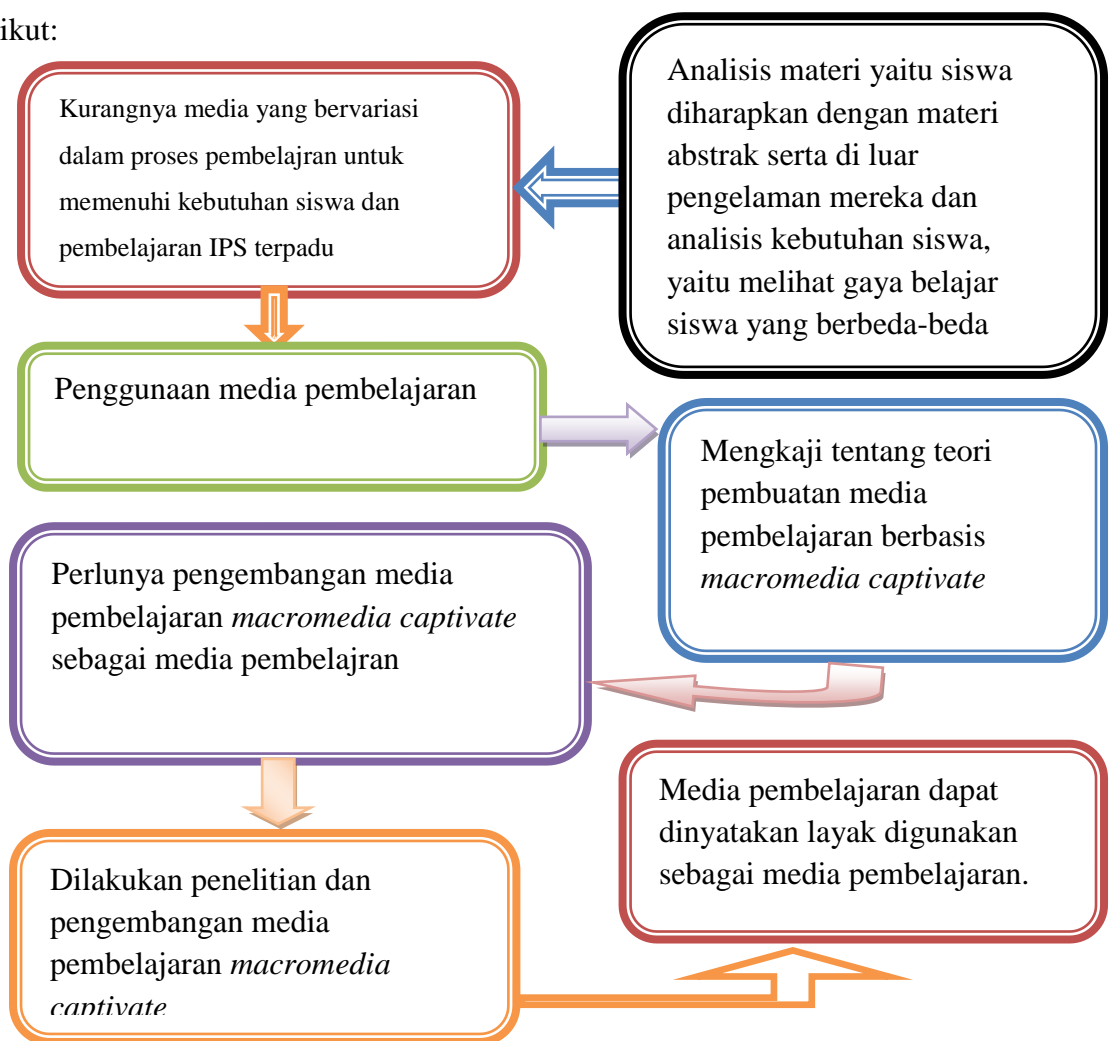 ikut:
Kurangnya media yang bervariasi
dalam proses pembelajran untuk
memenuhi kebutuhan siswa dan
pembelajaran IPS terpadu
Analisis materi yaitu siswa
diharapkan dengan materi
abstrak serta di luar
pengelaman mereka dan
analisis kebutuhan siswa,
yaitu melihat gaya belajar
siswa yang berbeda-beda
Penggunaan media pembelajaran
Mengkaji tentang teori
pembuatan media
pembelajaran berbasis
macromedia captivate
Perlunya pengembangan media
pembelajaran macromedia captivate
sebagai media pembelajran
Media pembelajaran dapat
dinyatakan layak digunakan
sebagai media pembelajaran.
Dilakukan penelitian dan
pengembangan media
pembelajaran macromedia
captivate